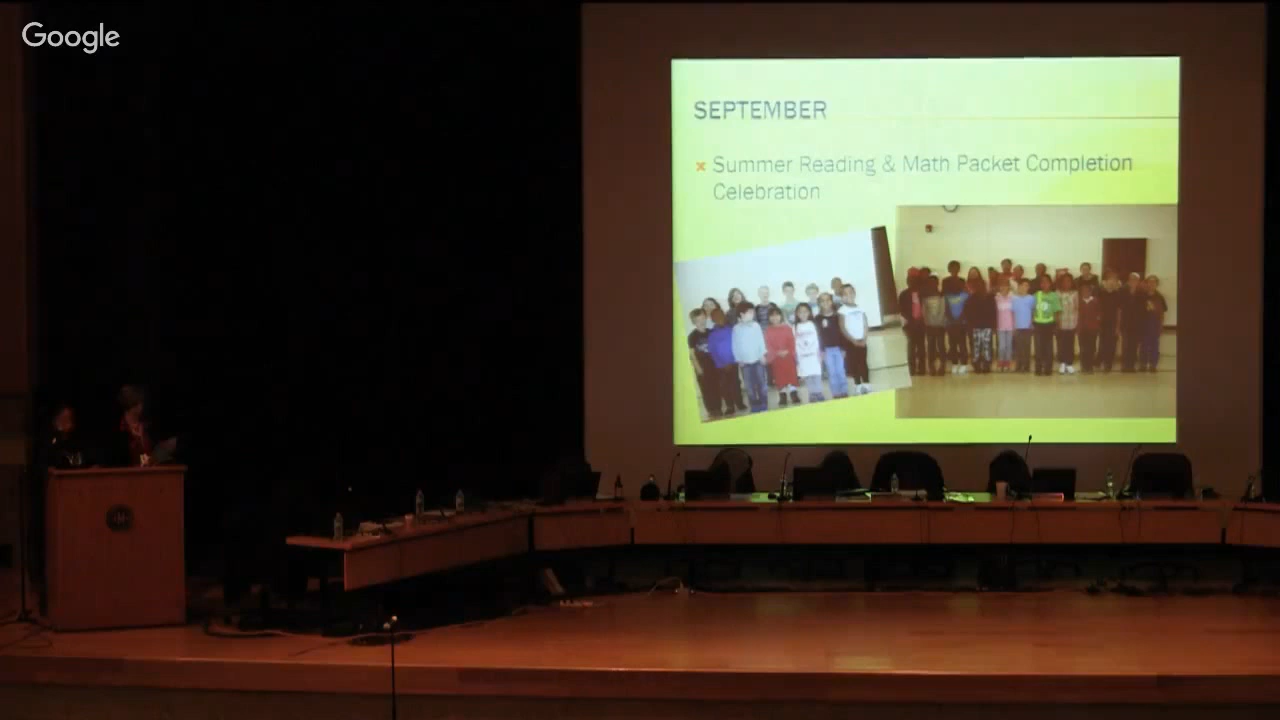 Google
SEPTEMBER
Summer Reading & Math Packet Completion
Celebration